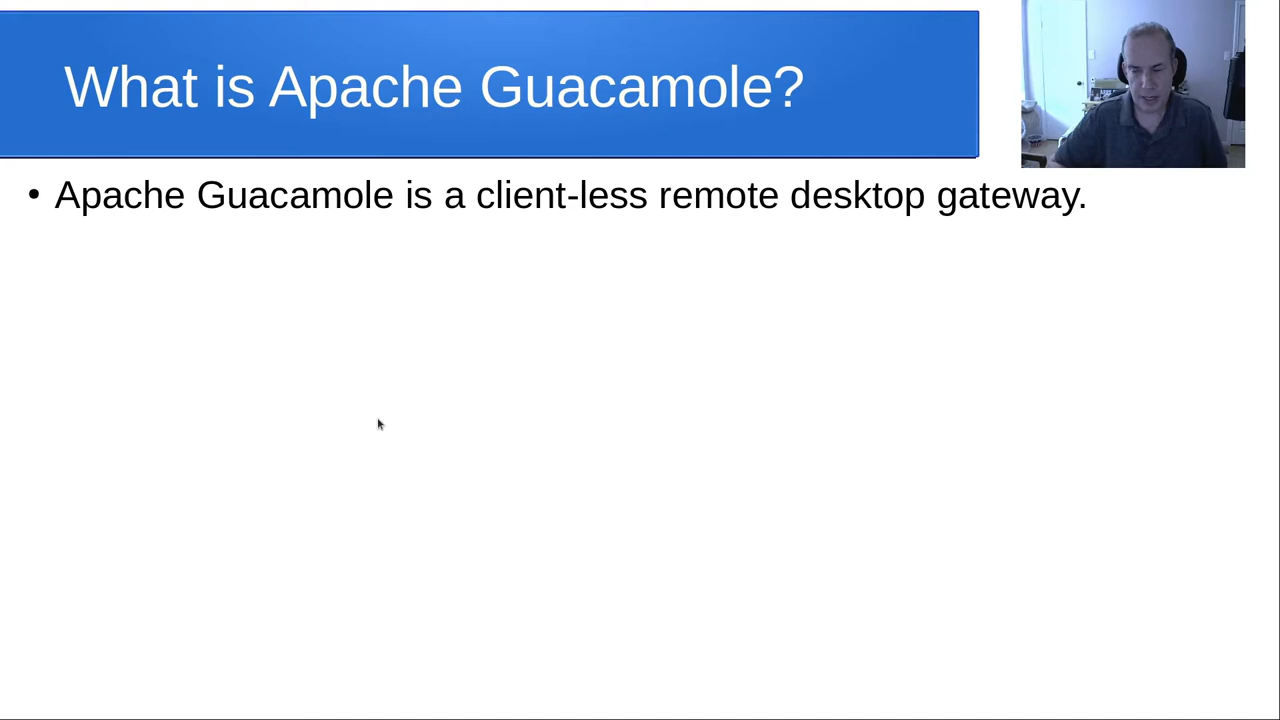 What is Apache Guacamole?
• Apache Guacamole is a client-less remote desktop gateway.